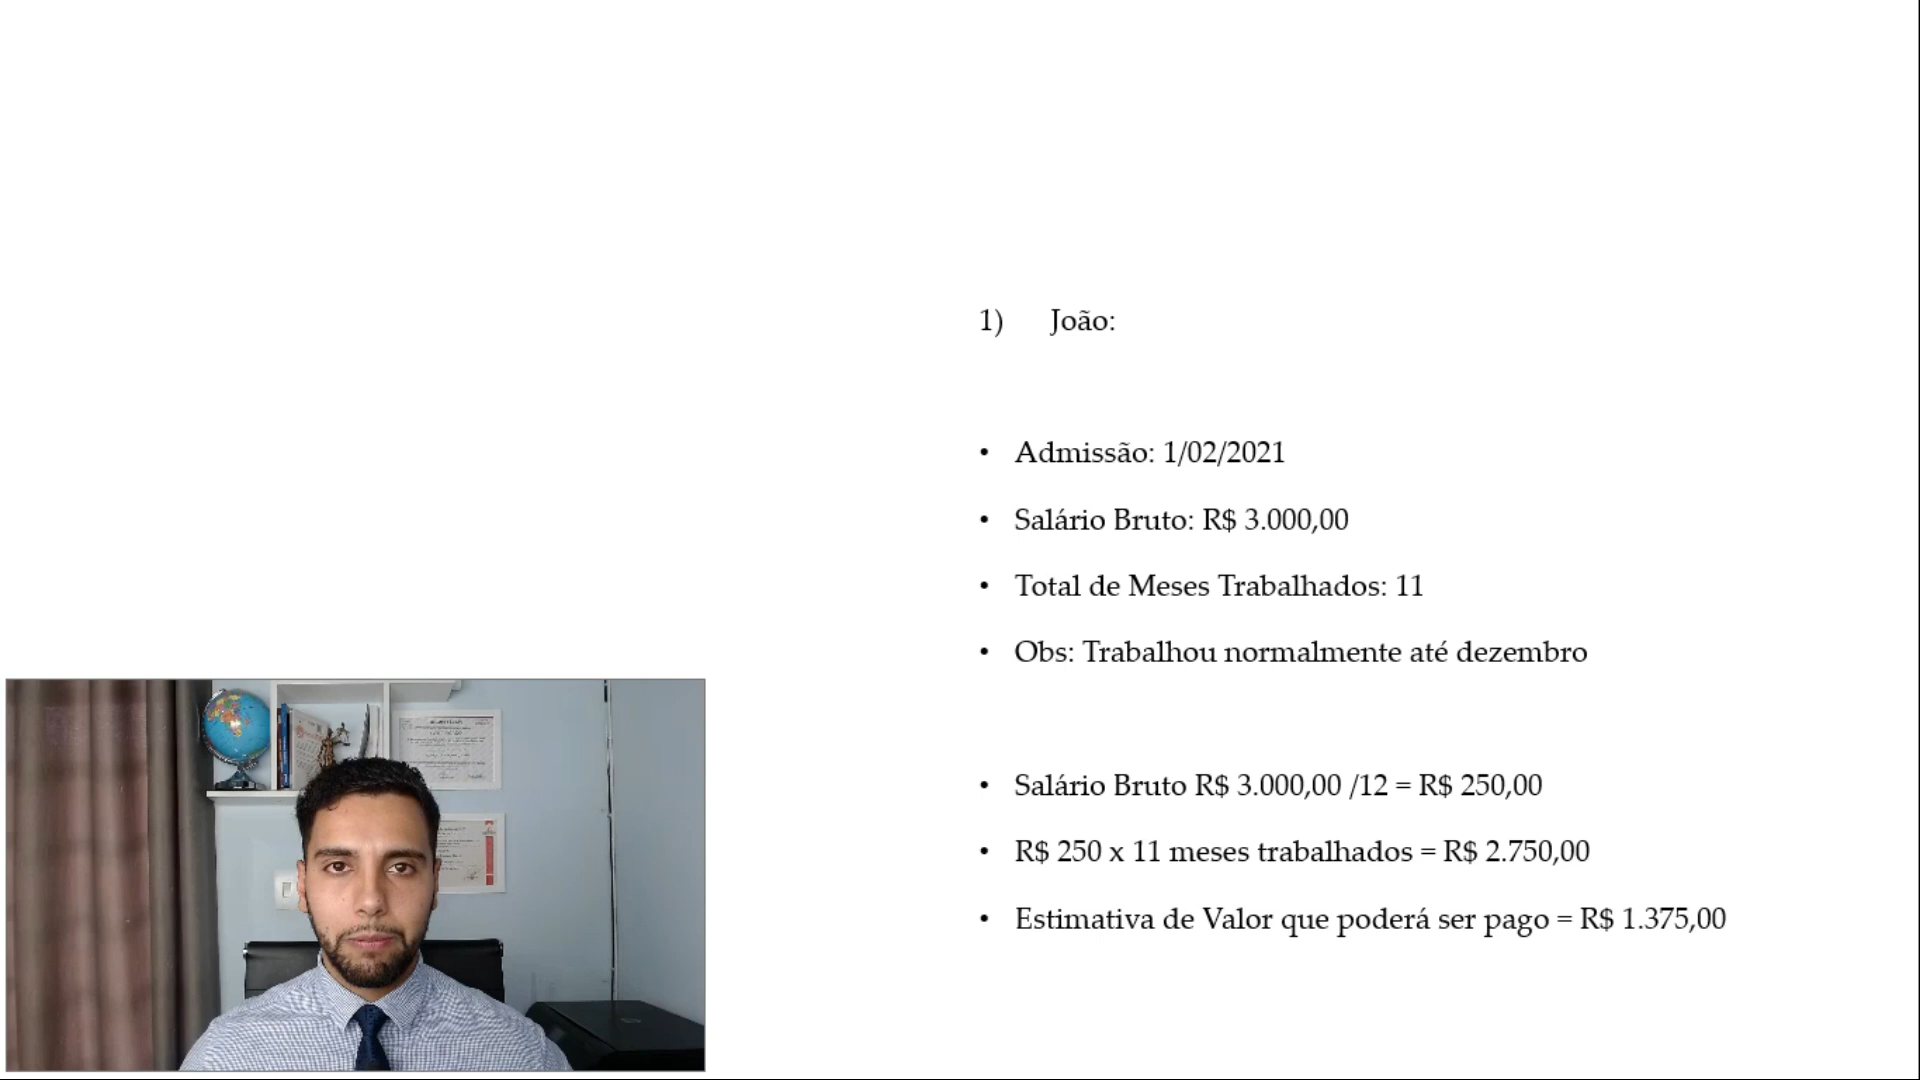 1) João:
• Admissão: 1/02/2021
• Salário Bruto: R$ 3.000,00
• Total de Meses Trabalhados: 11
• Obs: Trabalhou normalmente até dezembro
• Salário Bruto R$ 3.000,00 /12 = R$ 250,00
• R$ 250 x 11 meses trabalhados = R$ 2.750,00
• Estimativa de Valor que poderá ser pago = R$ 1.375,00